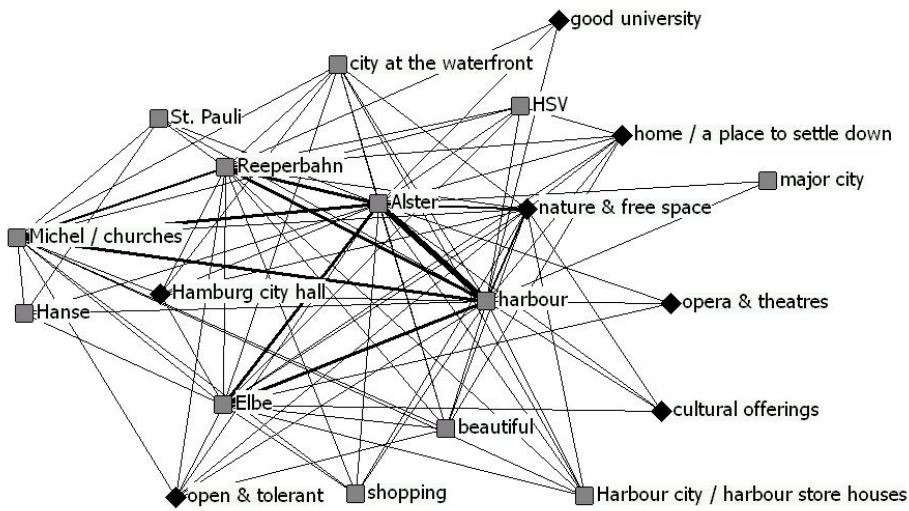 good university
city at the waterfront
HSV
St. Pauli
home / a place to settle down
Reeperbahn
major city
Alster
nature & free space
Michel / churches
Hamburg city hall
harbour
opera & theatres
Hanse
Elbe
cultural offerings
beautiful
open & tolerant
shopping
Harbour city / harbour store houses